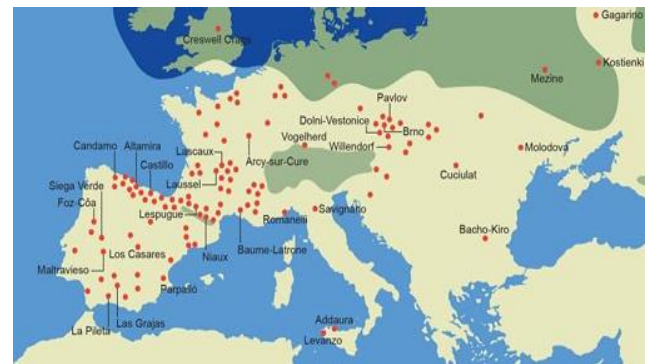 Gagarino
Creswell Crags
Kostienki
Mezine
Pavlov
Dolni-Vestonice
Brno
Candamo
Altamira
Lascaux
Vogelherd
Willendorf
Molodova
Castillo
Arcy-sur-Cure
Siega Verde
Laussel
Cuciulat
Foz-Côa
Lespugue
Romanelli
Savignano
Bacho-Kiro
Los Casares
Niaux
Baume-Latrone
Maltravieso
Parpalló
Addaura
La Pileta
Las Grajas
Levanzo